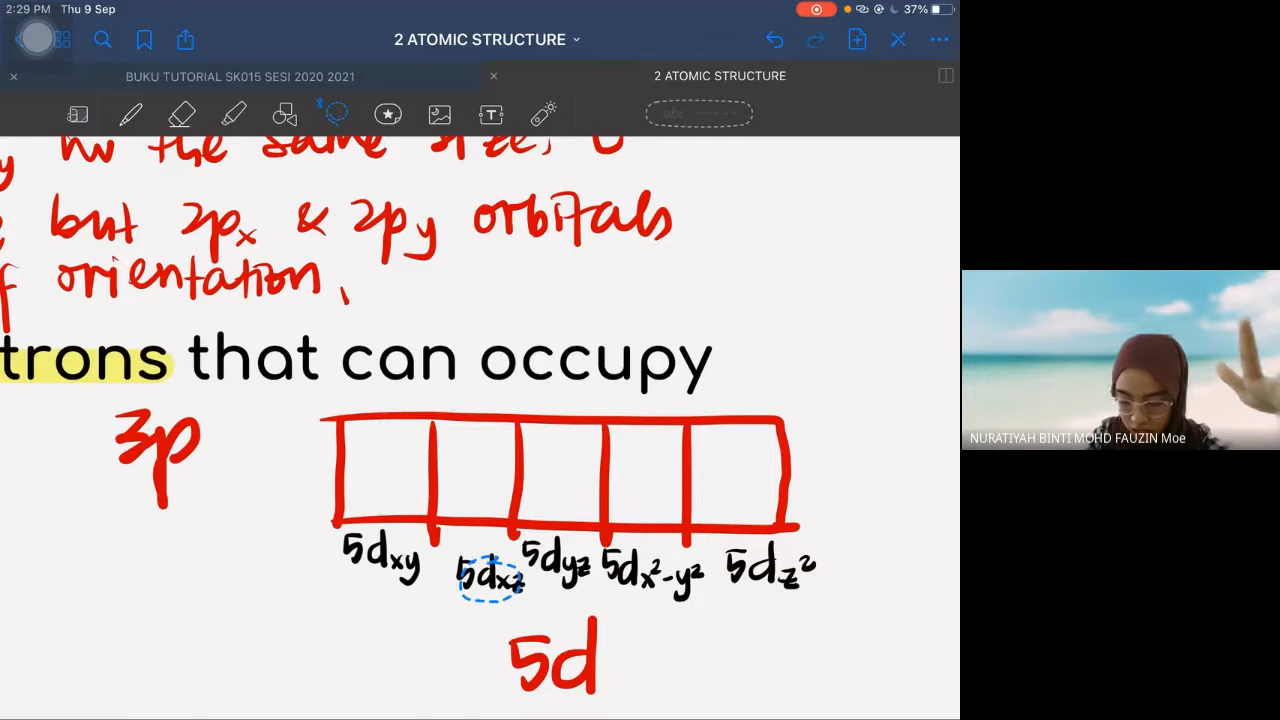 2:29 PM Thu 9 Sep
37%
2 ATOMIC STRUCTURE
BUKU TUTORIAL SK015 SESI 2020 2021
2 ATOMIC STRUCTURE
the same size,
but 2px & 2py orbitals
orientation,
trons that can occupy
3p
5dxy 5dxz 5dyz 5dx²-y² 5dz²
5d
NURATIYAH BINTI MOHD FAUZIN Moe